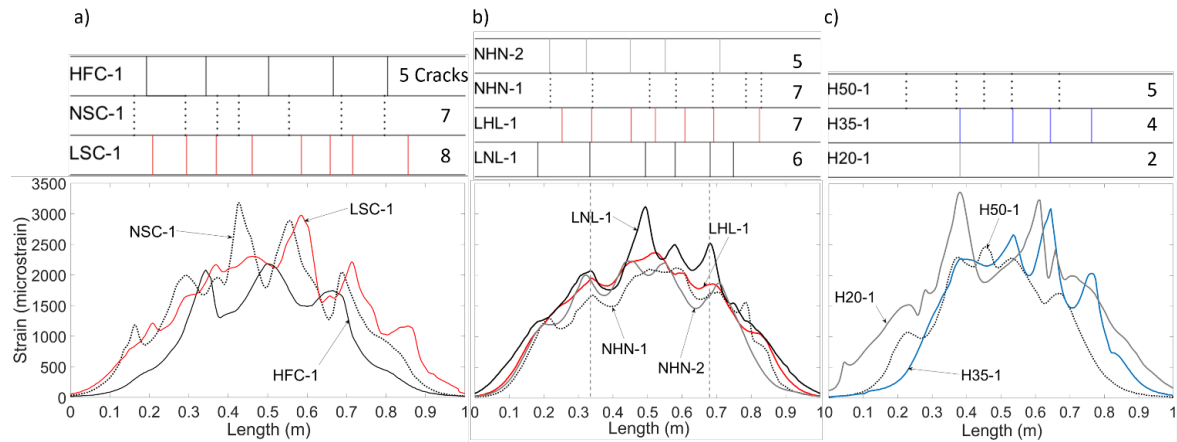 a)
HFC-1 5 Cracks
NSC-1 7
LSC-1 8
3500
3000
2500
2000
1500
1000
500
0
Strain (microstrain)
NSC-1
LSC-1
HFC-1
0 0.1 0.2 0.3 0.4 0.5 0.6 0.7 0.8 0.9
Length (m)
b)
NHN-2 5
NHN-1 7
LHL-1 7
LNL-1 6
LNL-1
LHL-1
NHN-1
NHN-2
0 0.1 0.2 0.3 0.4 0.5 0.6 0.7 0.8 0.9 1
Length (m)
c)
H50-1 5
H35-1 4
H20-1 2
H50-1
H20-1
H35-1
0.1 0.2 0.3 0.4 0.5 0.6 0.7 0.8 0.9 1
Length (m)